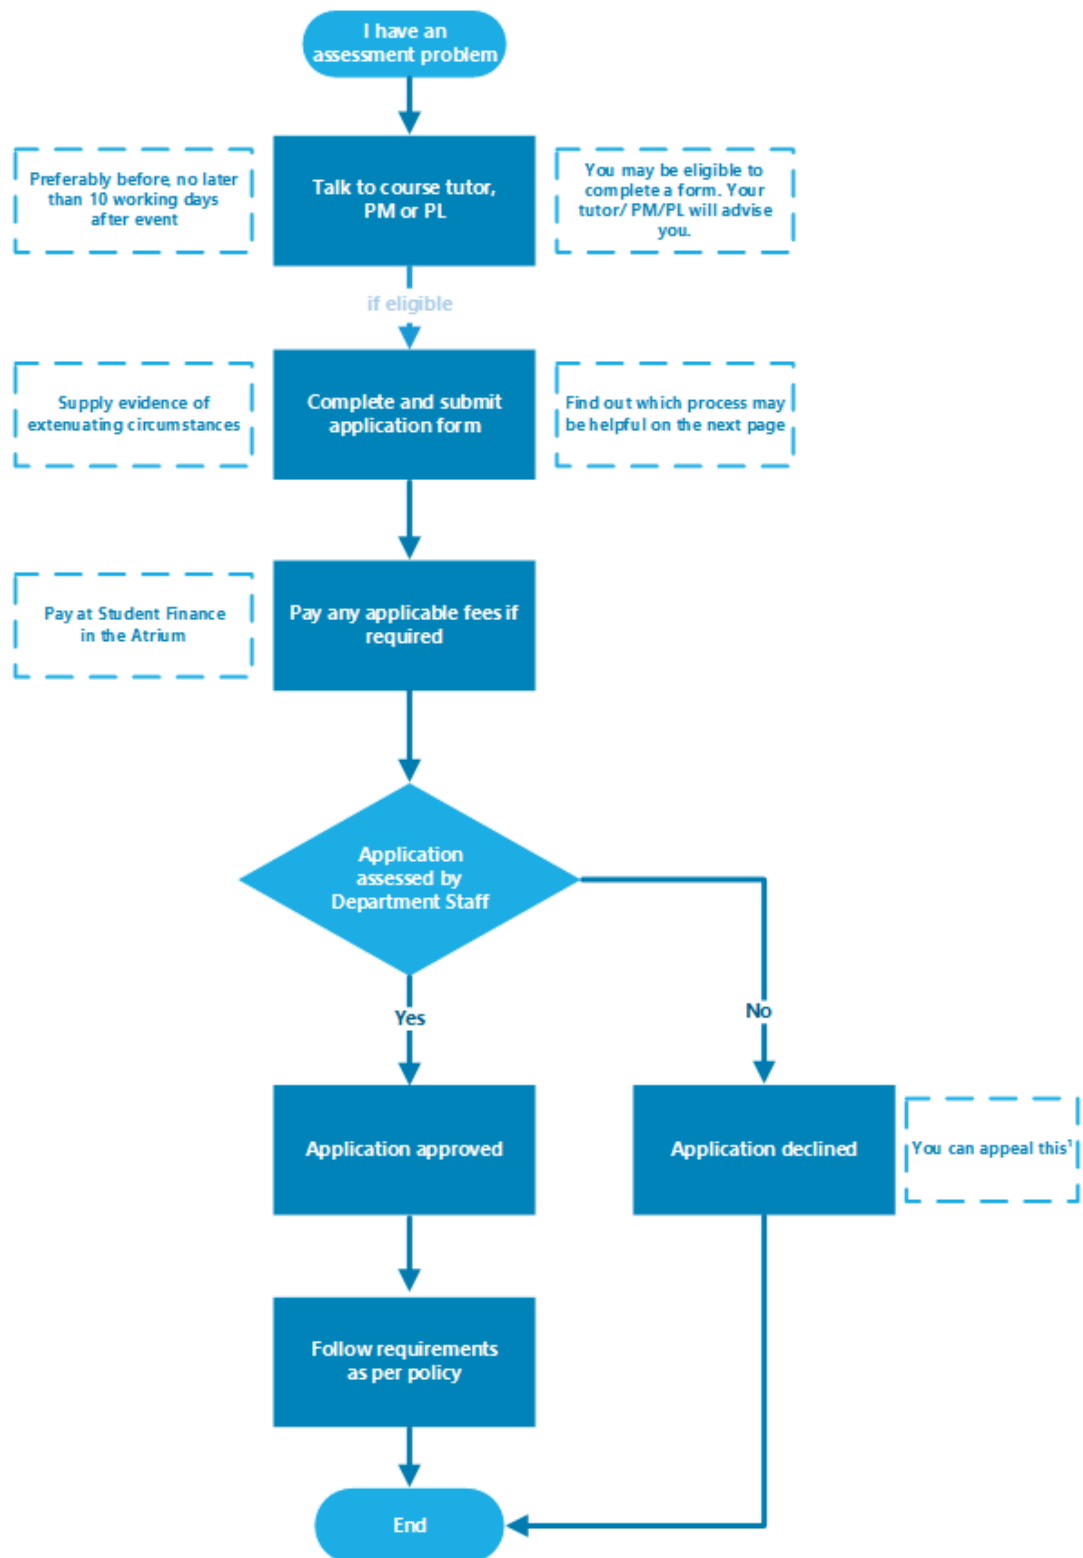 I have an
assessment problem
Preferably before, no later
than 10 working days
after event
Talk to course tutor,
PM or PL
You may be eligible to
complete a form. Your
tutor/ PM/PL will advise
you.
if eligible
Supply evidence of
extenuating circumstances
Complete and submit
application form
Find out which process may
be helpful on the next page
Pay at Student Finance
in the Atrium
Pay any applicable fees if
required
Application
assessed by
Department Staff
Yes
No
Application approved
Application declined
You can appeal this¹
Follow requirements
as per policy
End